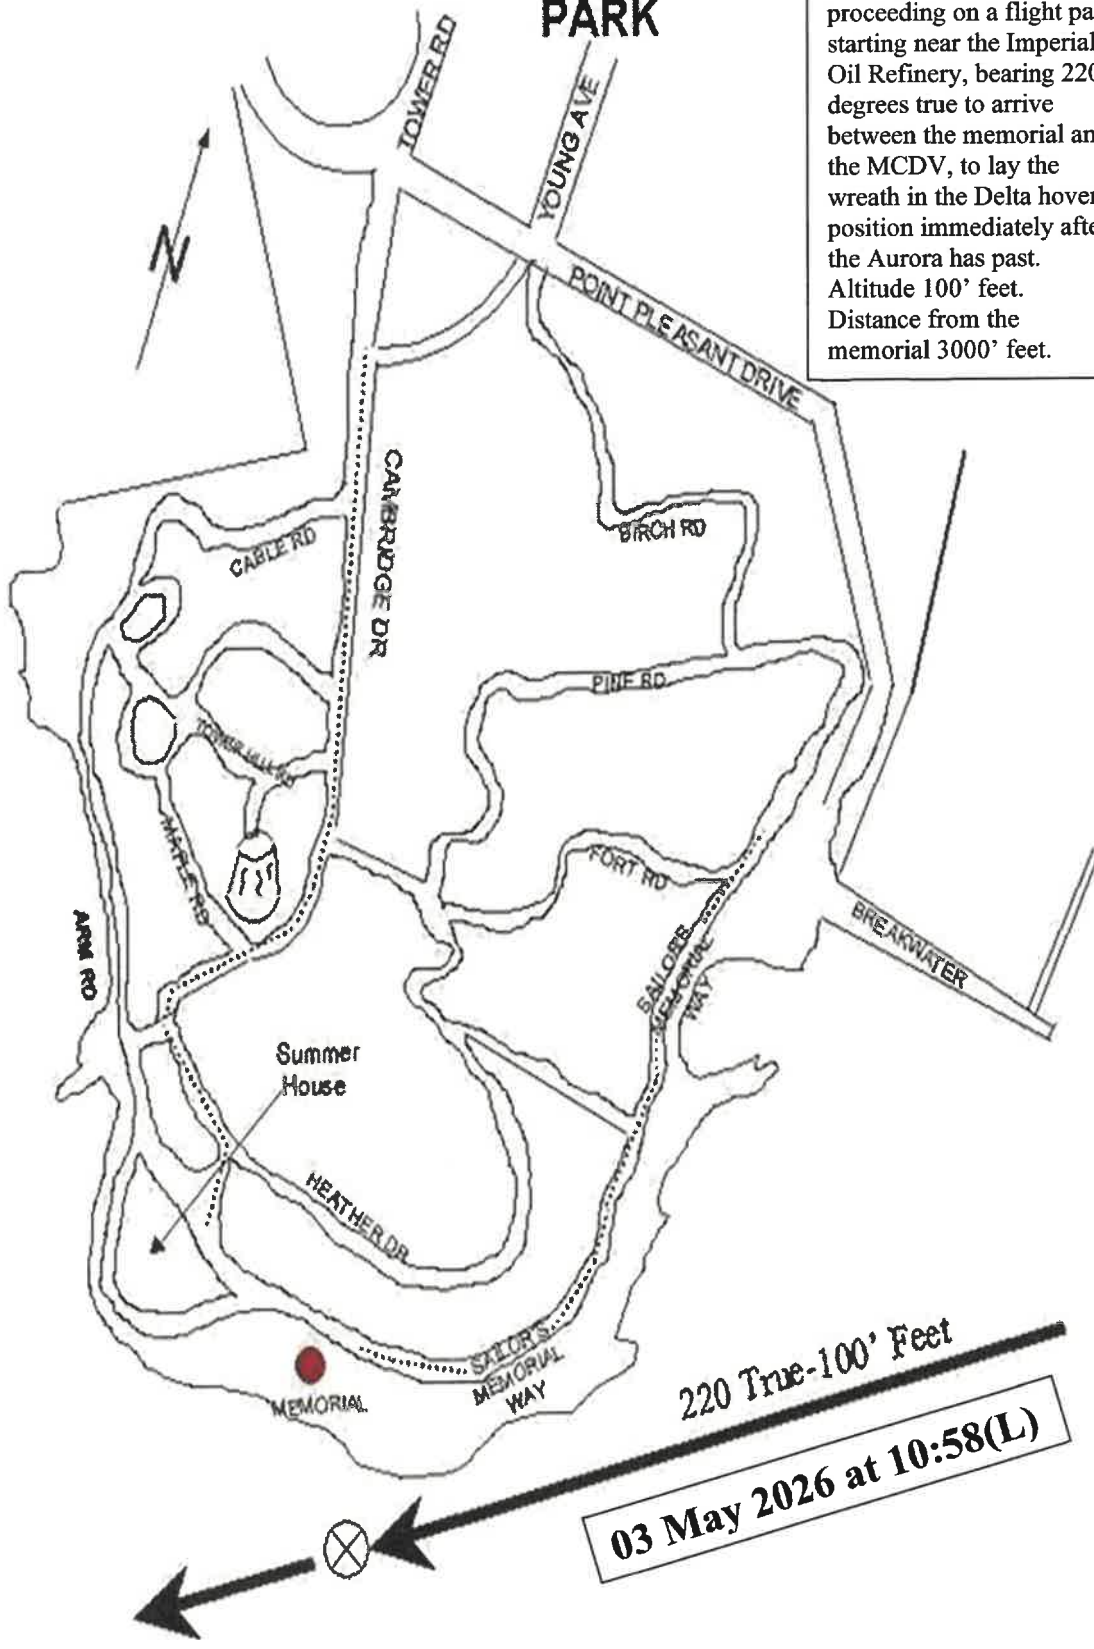 PARK
proceeding on a flight pa
starting near the Imperial
Oil Refinery, bearing 220
degrees true to arrive
between the memorial an
the MCDV, to lay the
wreath in the Delta hover
position immediately afte
the Aurora has past.
Altitude 100' feet.
Distance from the
memorial 3000' feet.
TOWER RD
YOUNG AVE
N
POINT PLEASANT DRIVE
CAMBRIDGE DR
CABLE RD
BIRCH RD
PINE RD
TOWER HILL RD
MAPLE RD
FORT RD
ARM RD
BREAKWATER
SAILOR'S
MEMORIAL
WAY
Summer
House
HEATHER DR
SAILOR'S
MEMORIAL
WAY
MEMORIAL
220 True-100' Feet
03 May 2026 at 10:58(L)